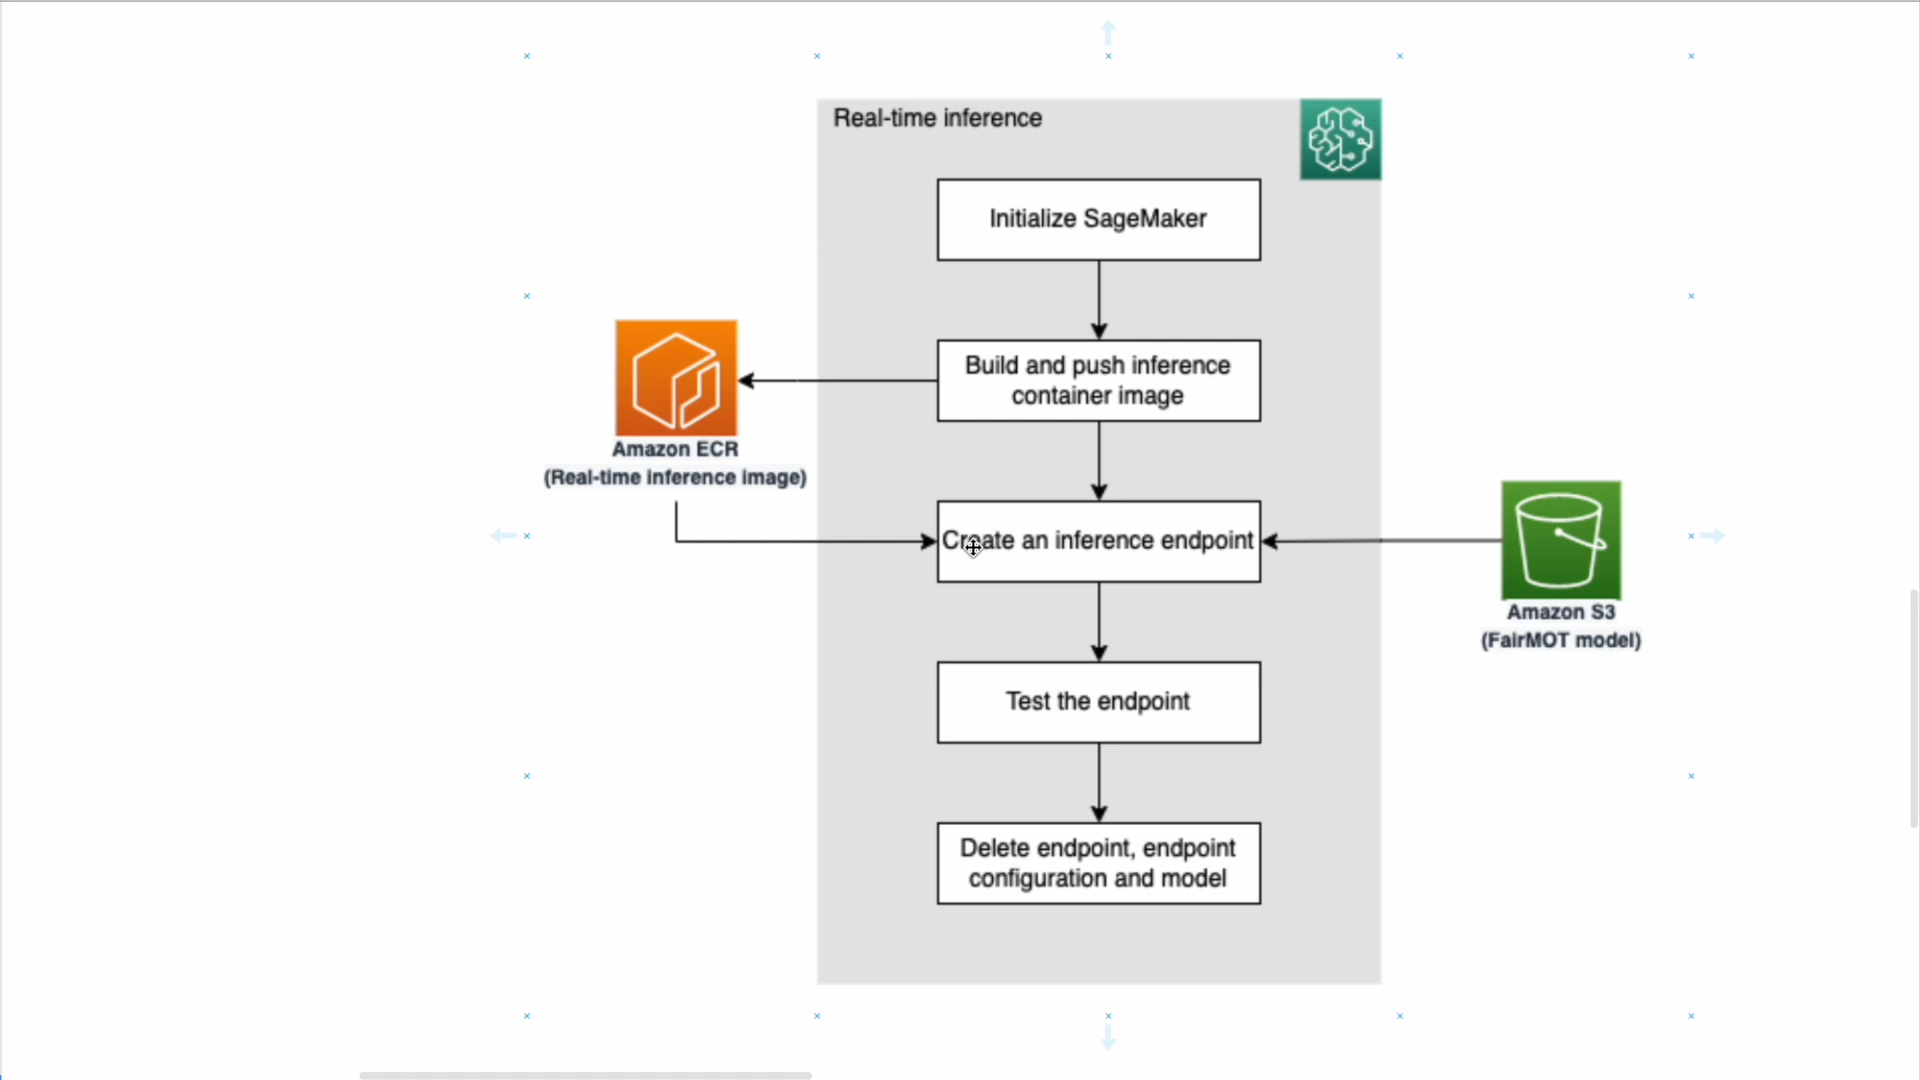 Real-time inference
Initialize SageMaker
Build and push inference
container image
Amazon ECR
(Real-time inference image)
Create an inference endpoint
Amazon S3
(FairMOT model)
Test the endpoint
Delete endpoint, endpoint
configuration and model